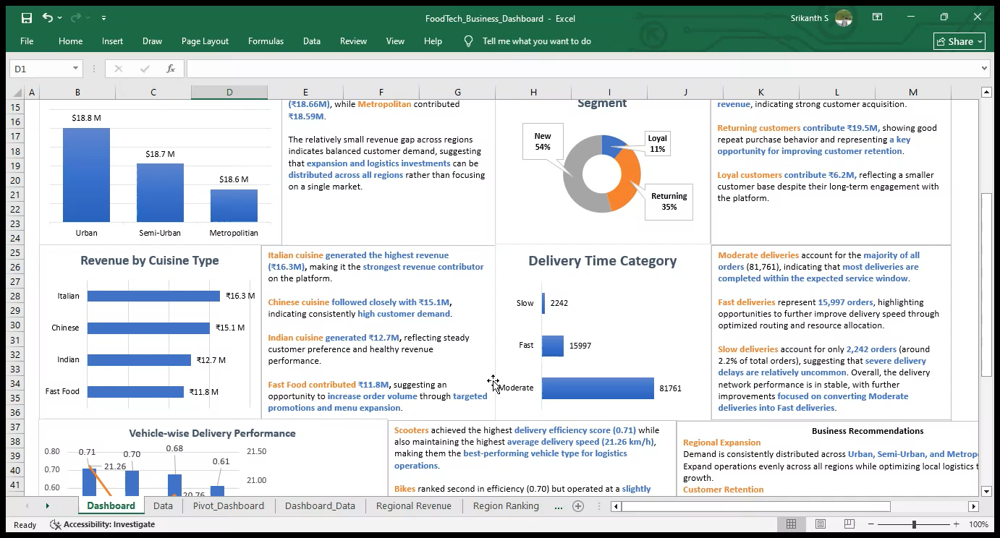 FoodTech_Business_Dashboard - Excel
Srikanth S
File Home Insert Draw Page Layout Formulas Data Review View Help Tell me what you want to do
Share
D1
fx
A B C D E F G H I J K L M
15
16
17
18
19
20
21
22
23
24
25
26
27
28
29
30
31
32
33
34
35
36
37
38
39
40
41
$18.8 M
$18.7 M
$18.6 M
Urban Semi-Urban Metropolitian
(₹18.66M), while Metropolitan contributed
₹18.59M.
The relatively small revenue gap across regions
indicates balanced customer demand, suggesting
that expansion and logistics investments can be
distributed across all regions rather than focusing
on a single market.
Segment
New
54%
Loyal
11%
Returning
35%
revenue, indicating strong customer acquisition.
Returning customers contribute ₹19.5M, showing good
repeat purchase behavior and representing a key
opportunity for improving customer retention.
Loyal customers contribute ₹6.2M, reflecting a smaller
customer base despite their long-term engagement with
the platform.
Revenue by Cuisine Type
Italian ₹16.3 M
Chinese ₹15.1 M
Indian ₹12.7 M
Fast Food ₹11.8 M
Italian cuisine generated the highest revenue
(₹16.3M), making it the strongest revenue contributor
on the platform.
Chinese cuisine followed closely with ₹15.1M,
indicating consistently high customer demand.
Indian cuisine generated ₹12.7M, reflecting steady
customer preference and healthy revenue
performance.
Fast Food contributed ₹11.8M, suggesting an
opportunity to increase order volume through targeted
promotions and menu expansion.
Delivery Time Category
Slow 2242
Fast 15997
Moderate 81761
Moderate deliveries account for the majority of all
orders (81,761), indicating that most deliveries are
completed within the expected service window.
Fast deliveries represent 15,997 orders, highlighting
opportunities to further improve delivery speed through
optimized routing and resource allocation.
Slow deliveries account for only 2,242 orders (around
2.2% of total orders), suggesting that severe delivery
delays are relatively uncommon. Overall, the delivery
network performance is in stable, with further
improvements focused on converting Moderate
deliveries into Fast deliveries.
Vehicle-wise Delivery Performance
0.80
0.70
0.60
0.71
0.70
0.68
0.61
21.26
20.76
21.50
21.00
Scooters achieved the highest delivery efficiency score (0.71) while
also maintaining the highest average delivery speed (21.26 km/h),
making them the best-performing vehicle type for logistics
operations.
Bikes ranked second in efficiency (0.70) but operated at a slightly
Business Recommendations
Regional Expansion
Demand is consistently distributed across Urban, Semi-Urban, and Metrop
Expand operations evenly across all regions while optimizing local logistics t
growth.
Customer Retention
Dashboard Data Pivot_Dashboard Dashboard_Data Regional Revenue Region Ranking ...
Ready Accessibility: Investigate
100%